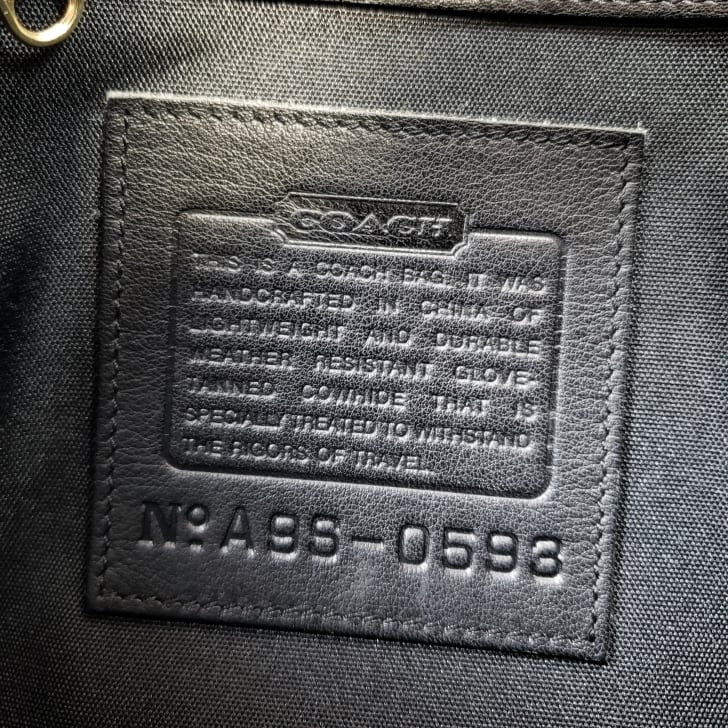 COACH
THIS IS A COACH BAG. IT WAS
HANDCRAFTED IN CHINA OF
LIGHTWEIGHT AND DURABLE
WEATHER RESISTANT GLOVE-
TANNED COWHIDE THAT IS
SPECIALLY TREATED TO WITHSTAND
THE RIGORS OF TRAVEL.
Nº A9S-0593